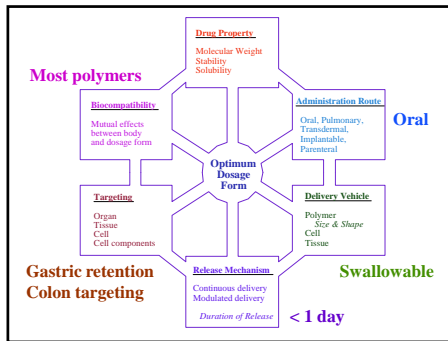 Drug Property
Molecular Weight
Stability
Solubility
Most polymers
Biocompatibility
Mutual effects
between body
and dosage form
Administration Route
Oral, Pulmonary,
Transdermal,
Implantable,
Parenteral
Oral
Optimum
Dosage
Form
Targeting
Organ
Tissue
Cell
Cell components
Delivery Vehicle
Polymer
Size & Shape
Cell
Tissue
Gastric retention
Colon targeting
Swallowable
Release Mechanism
Continuous delivery
Modulated delivery
Duration of Release
< 1 day